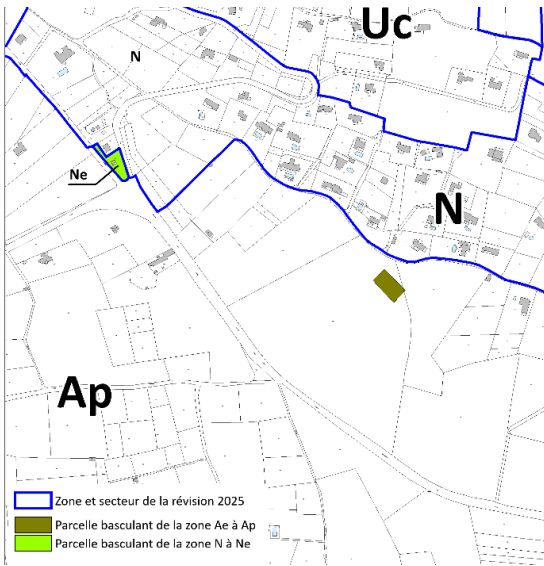 Uc
N
Ne
N
Ap
Zone et secteur de la révision 2025
Parcelle basculant de la zone Ae à Ap
Parcelle basculant de la zone N à Ne